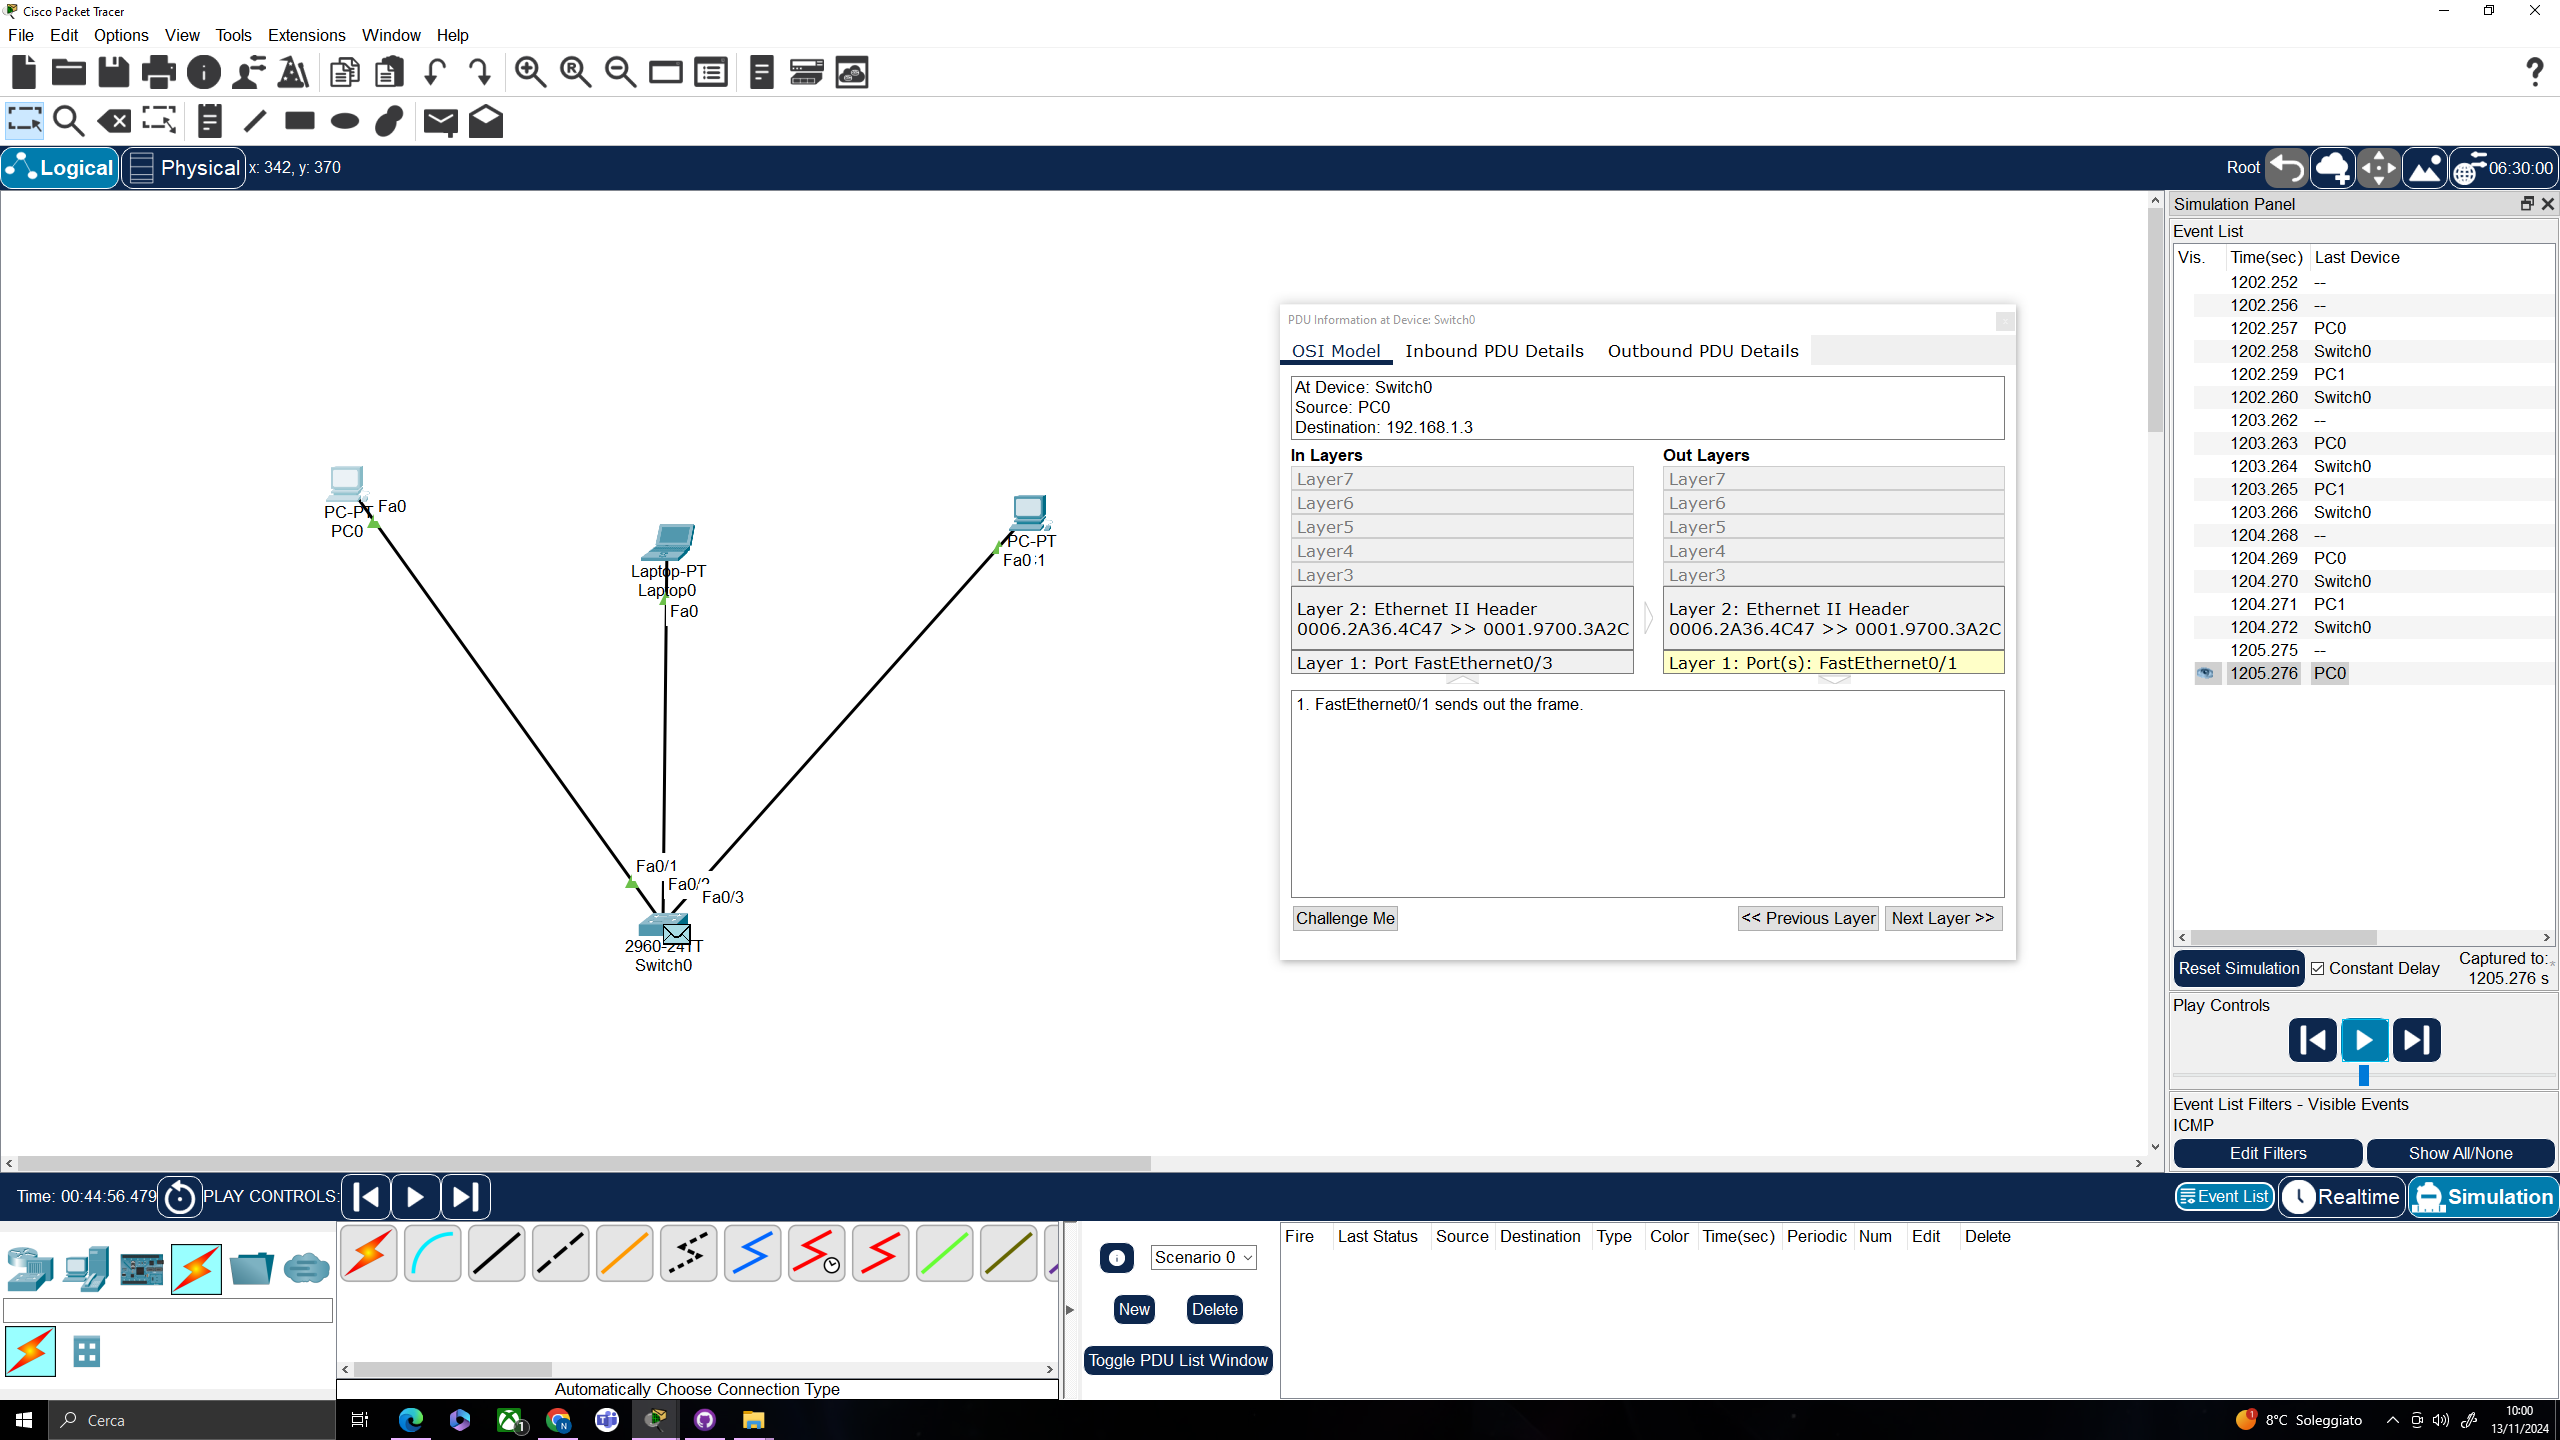 Cisco Packet Tracer
File Edit Options View Tools Extensions Window Help
Logical Physical x: 342, y: 370
Root 06:30:00
PC-PT
PC0
Fa0
Laptop-PT
Laptop0
Fa0
PC-PT
Fa0
Fa0/1
Fa0/3
2960-24TT
Switch0
PDU Information at Device: Switch0
OSI Model Inbound PDU Details Outbound PDU Details
At Device: Switch0
Source: PC0
Destination: 192.168.1.3
In Layers Out Layers
Layer7 Layer7
Layer6 Layer6
Layer5 Layer5
Layer4 Layer4
Layer3 Layer3
Layer 2: Ethernet II Header Layer 2: Ethernet II Header
0006.2A36.4C47 >> 0001.9700.3A2C 0006.2A36.4C47 >> 0001.9700.3A2C
Layer 1: Port FastEthernet0/3 Layer 1: Port(s): FastEthernet0/1
1. FastEthernet0/1 sends out the frame.
Challenge Me << Previous Layer Next Layer >>
Simulation Panel
Event List
Vis. Time(sec) Last Device
1202.252 --
1202.256 --
1202.257 PC0
1202.258 Switch0
1202.259 PC1
1202.260 Switch0
1203.262 --
1203.263 PC0
1203.264 Switch0
1203.265 PC1
1203.266 Switch0
1204.268 --
1204.269 PC0
1204.270 Switch0
1204.271 PC1
1204.272 Switch0
1205.275 --
1205.276 PC0
Reset Simulation Constant Delay Captured to:
1205.276 s
Play Controls
Event List Filters - Visible Events
ICMP
Edit Filters Show All/None
Time: 00:44:56.479 PLAY CONTROLS:
Event List Realtime Simulation
Scenario 0
New Delete
Toggle PDU List Window
Fire Last Status Source Destination Type Color Time(sec) Periodic Num Edit Delete
Automatically Choose Connection Type
Cerca
8°C Soleggiato
10:00
13/11/2024